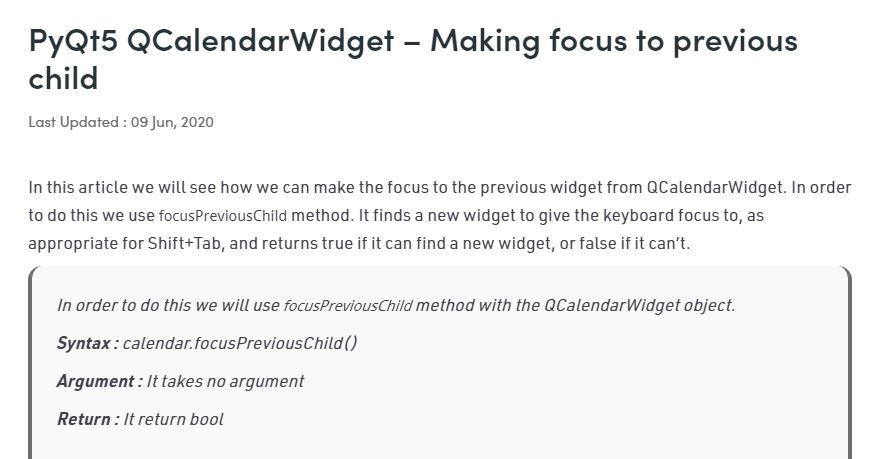 PyQt5 QCalendarWidget – Making focus to previous
child
Last Updated : 09 Jun, 2020
In this article we will see how we can make the focus to the previous widget from QCalendarWidget. In order
to do this we use focusPreviousChild method. It finds a new widget to give the keyboard focus to, as
appropriate for Shift+Tab, and returns true if it can find a new widget, or false if it can’t.
In order to do this we will use focusPreviousChild method with the QCalendarWidget object.
Syntax : calendar.focusPreviousChild()
Argument : It takes no argument
Return : It return bool